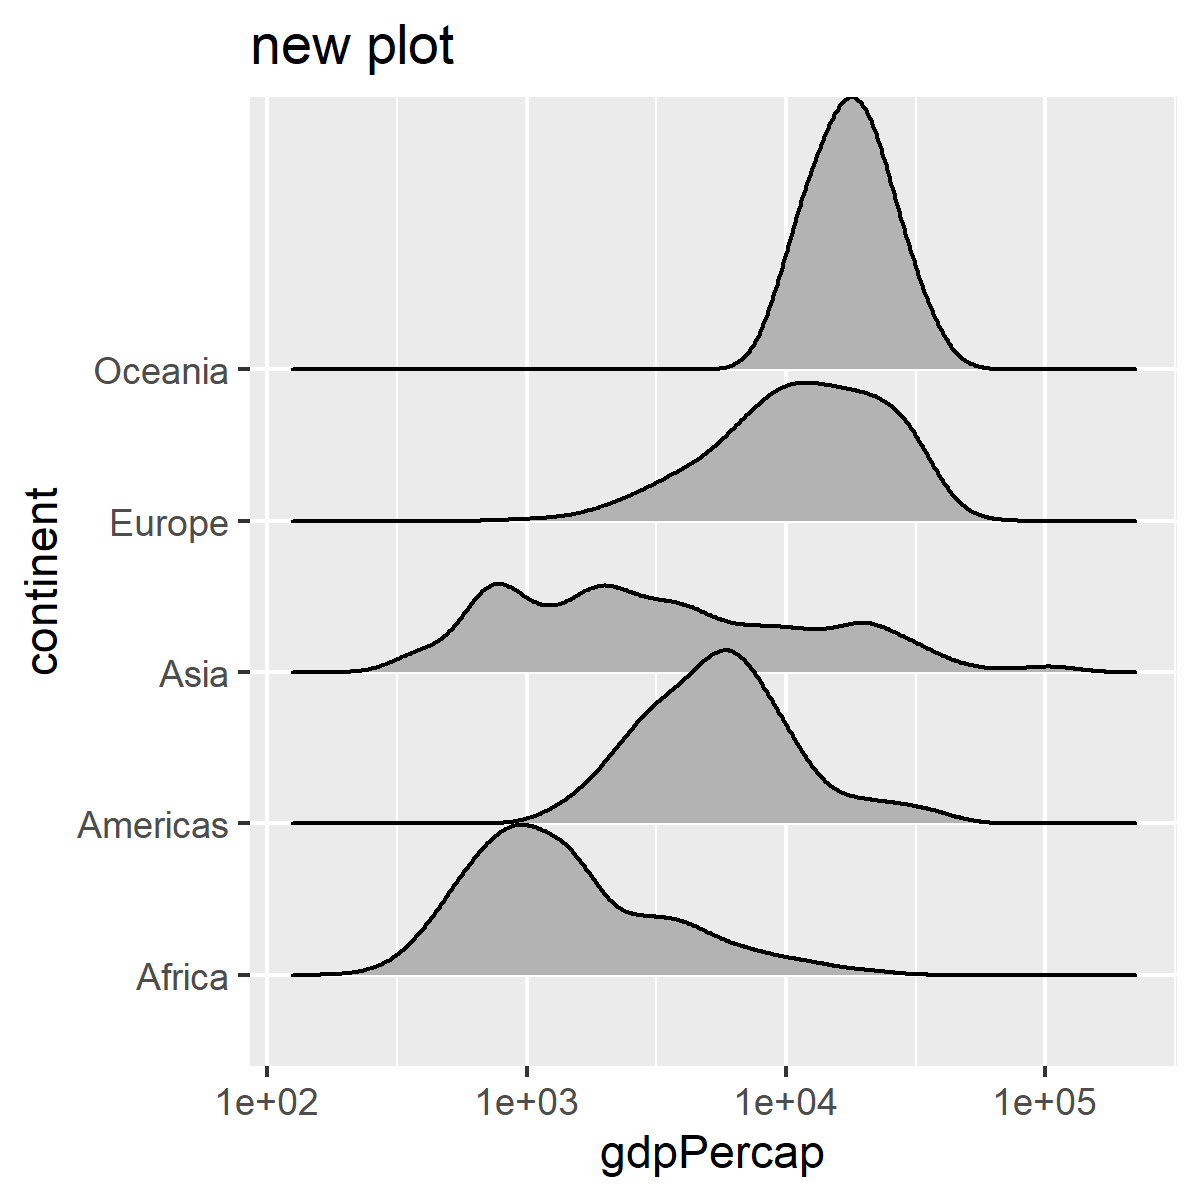 new plot
Oceania
Europe
Asia
Americas
Africa
continent
1e+02 1e+03 1e+04 1e+05
gdpPercap